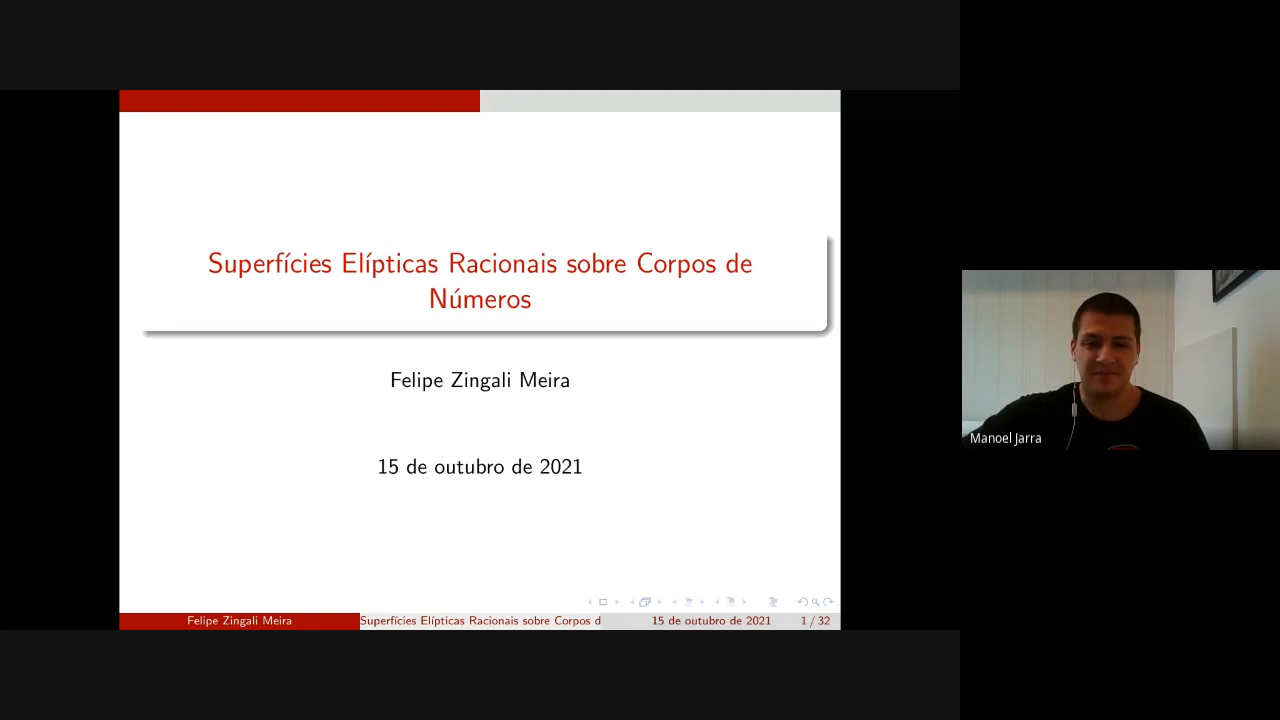 Superfícies Elípticas Racionais sobre Corpos de
Números
Felipe Zingali Meira
15 de outubro de 2021
Felipe Zingali Meira
Superfícies Elípticas Racionais sobre Corpos d
15 de outubro de 2021
1 / 32
Manoel Jarra